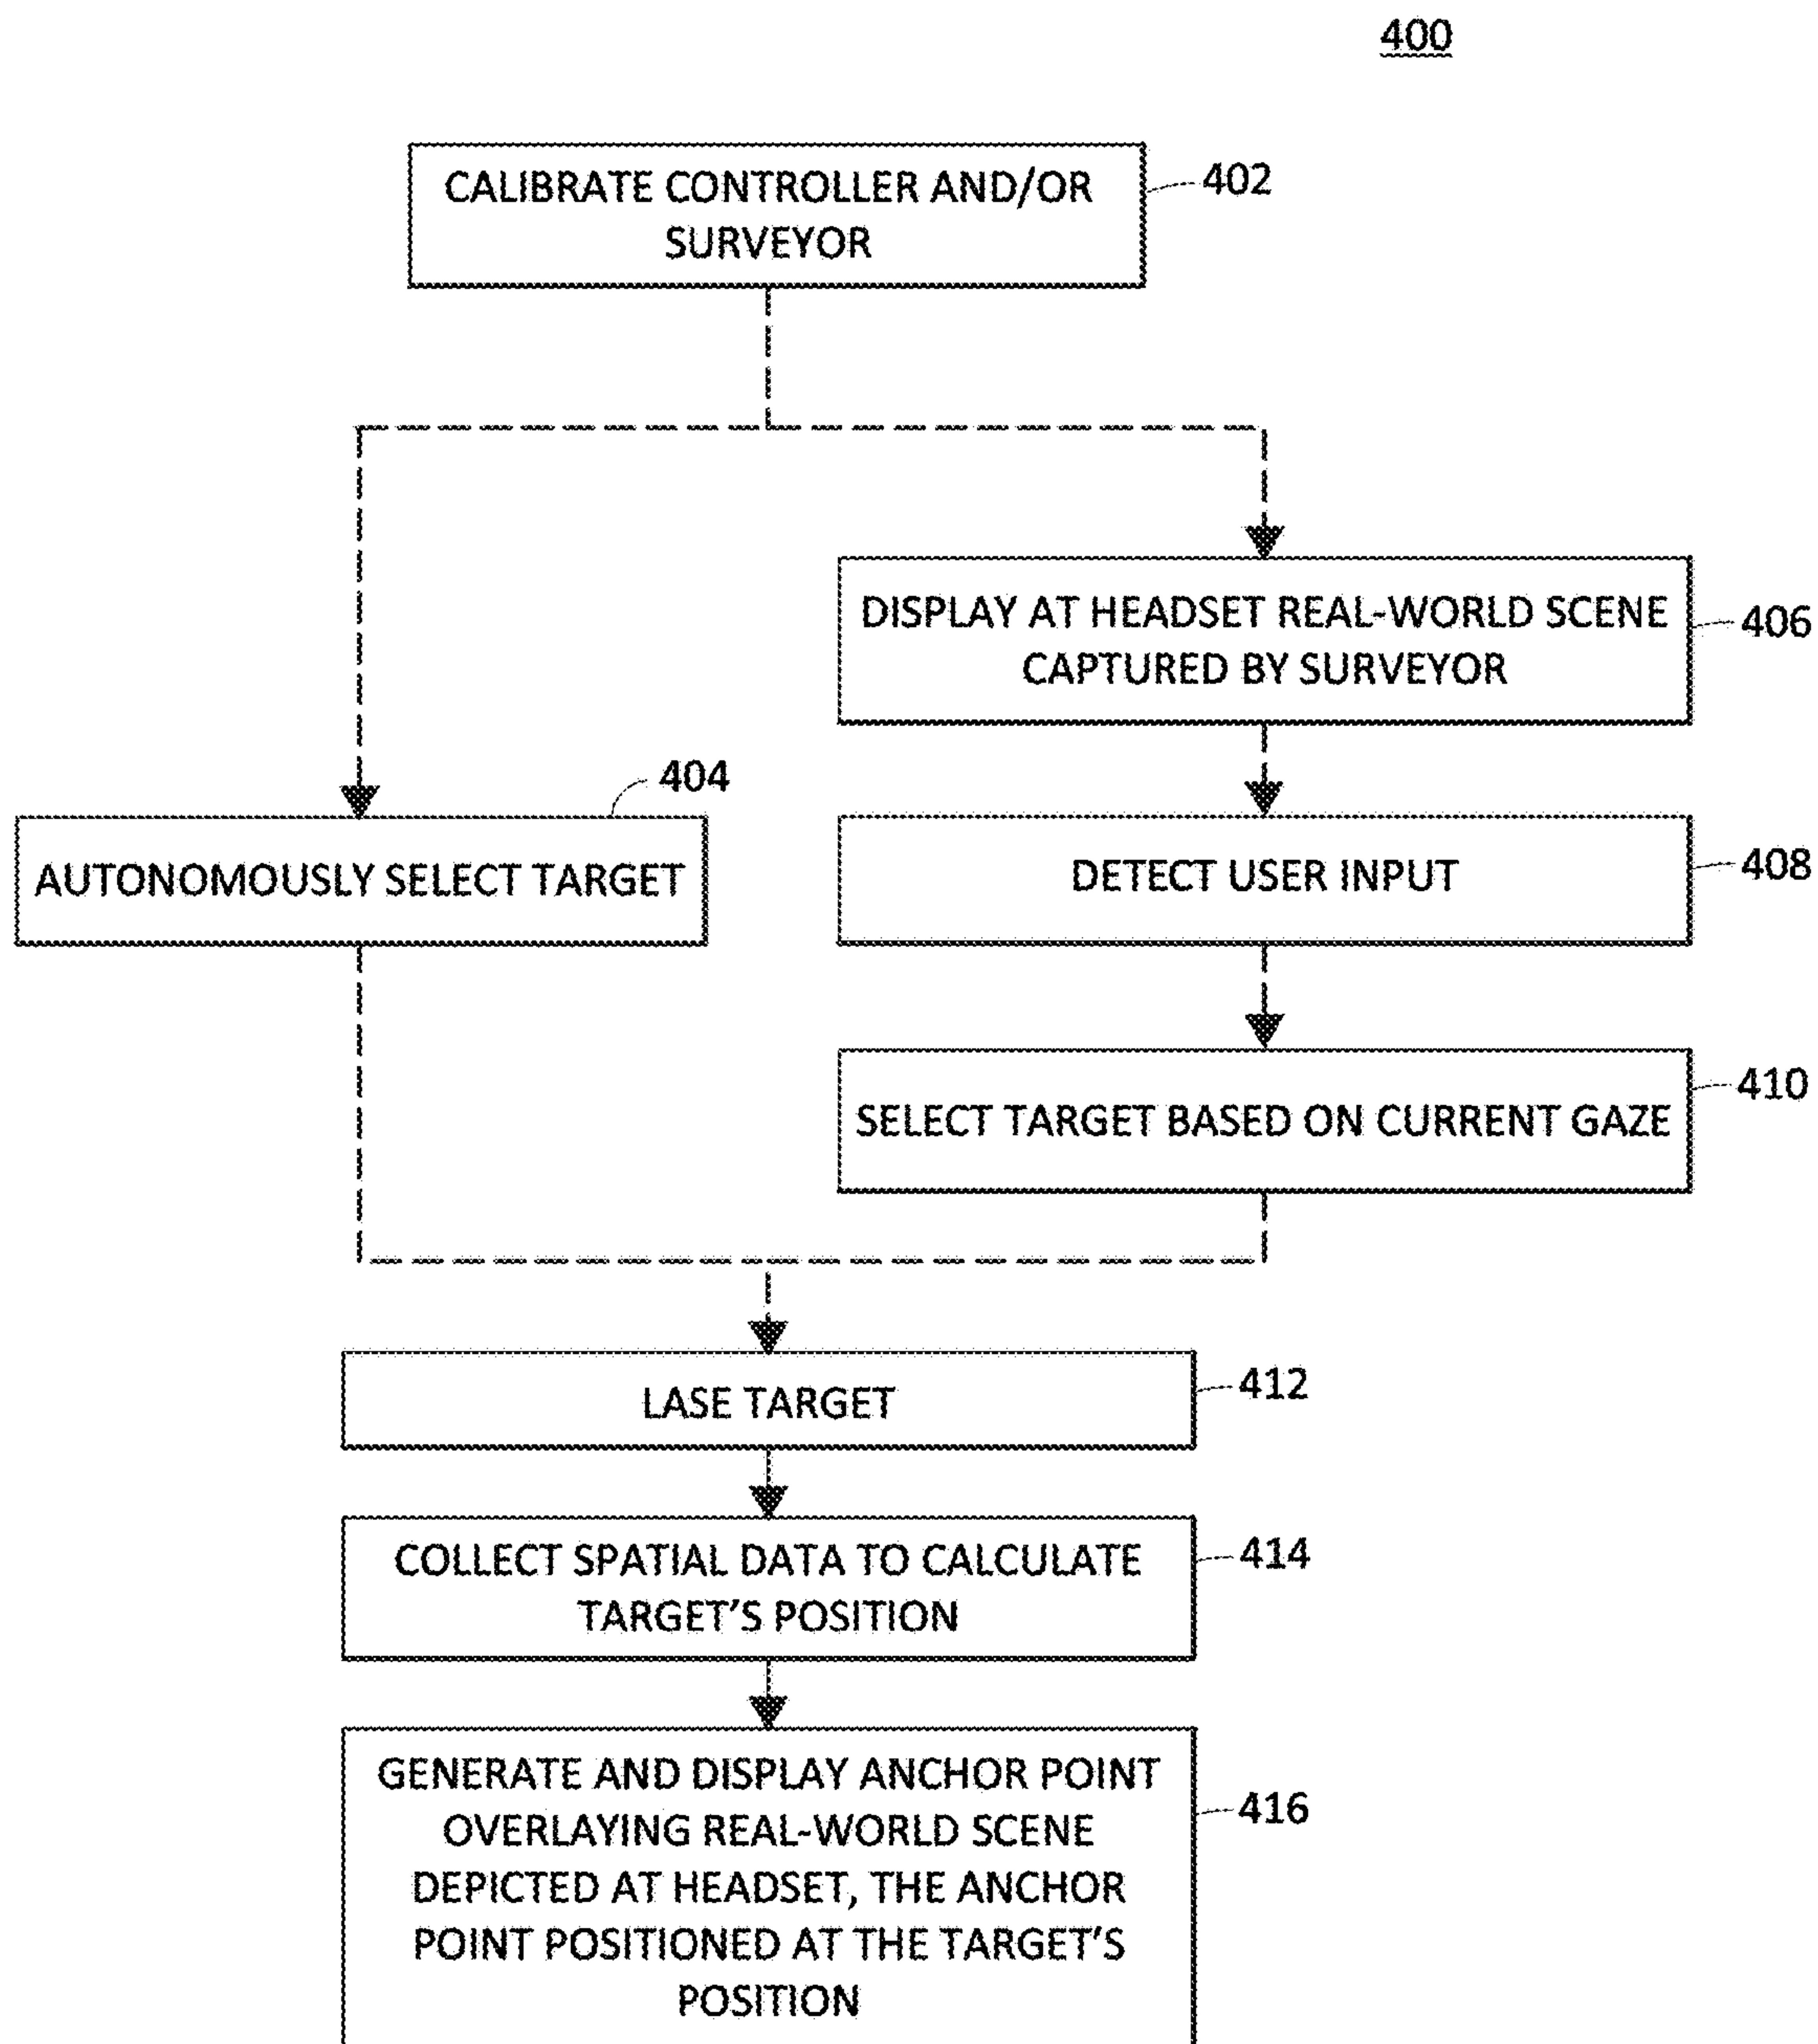 400
CALIBRATE CONTROLLER AND/OR
SURVEYOR
402
DISPLAY AT HEADSET REAL-WORLD SCENE
CAPTURED BY SURVEYOR
406
404
AUTONOMOUSLY SELECT TARGET
DETECT USER INPUT
408
SELECT TARGET BASED ON CURRENT GAZE
410
LASE TARGET
412
COLLECT SPATIAL DATA TO CALCULATE
TARGET'S POSITION
414
GENERATE AND DISPLAY ANCHOR POINT
OVERLAYING REAL-WORLD SCENE
DEPICTED AT HEADSET, THE ANCHOR
POINT POSITIONED AT THE TARGET'S
POSITION
416